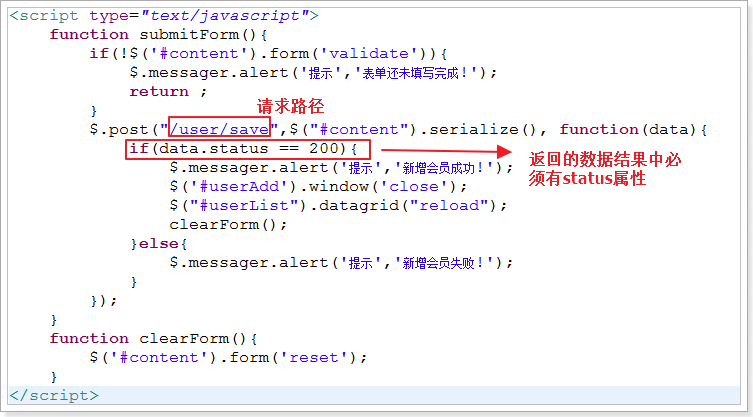 <script type="text/javascript">
    function submitForm(){
        if(!$('#content').form('validate')){
            $.messager.alert('提示','表单还未填写完成!');
            return ;
        }
请求路径
        $.post("/user/save",$("#content").serialize(), function(data){
            if(data.status == 200){
返回的数据结果中必
须有status属性
                $.messager.alert('提示','新增会员成功!');
                $('#userAdd').window('close');
                $("#userList").datagrid("reload");
                clearForm();
            }else{
                $.messager.alert('提示','新增会员失败!');
            }
        });
    }
    function clearForm(){
        $('#content').form('reset');
    }
</script>